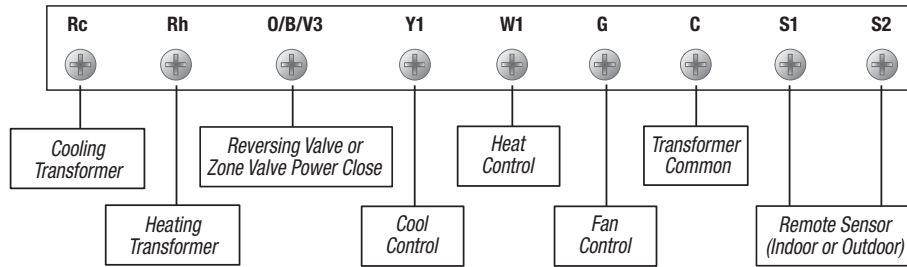 Rc Rh O/B/V3 Y1 W1 G C S1 S2
Cooling
Transformer
Reversing Valve or
Zone Valve Power Close
Heat
Control
Transformer
Common
Heating
Transformer
Cool
Control
Fan
Control
Remote Sensor
(Indoor or Outdoor)